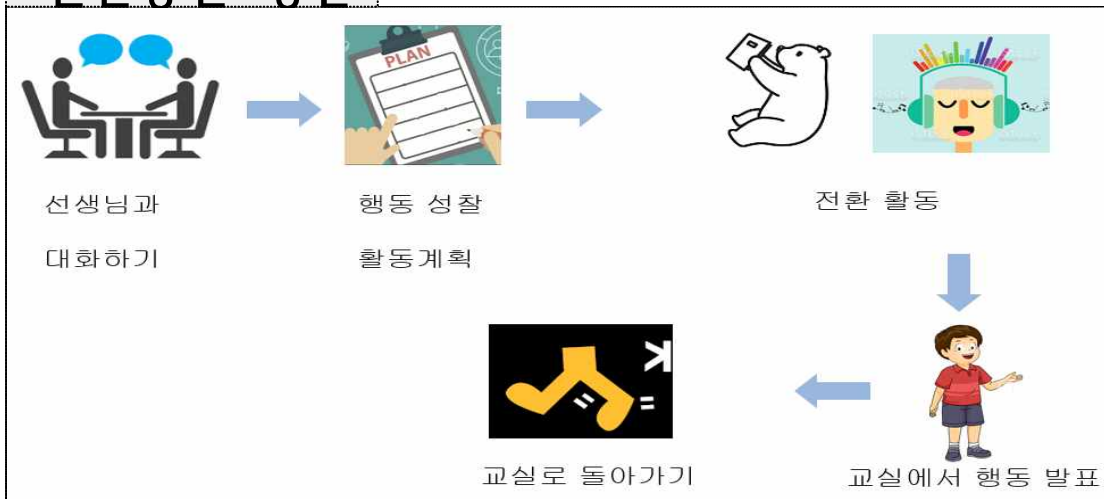 선생님과
대화하기
PLAN
행동 성찰
활동계획
전환 활동
교실에서 행동 발표
교실로 돌아가기